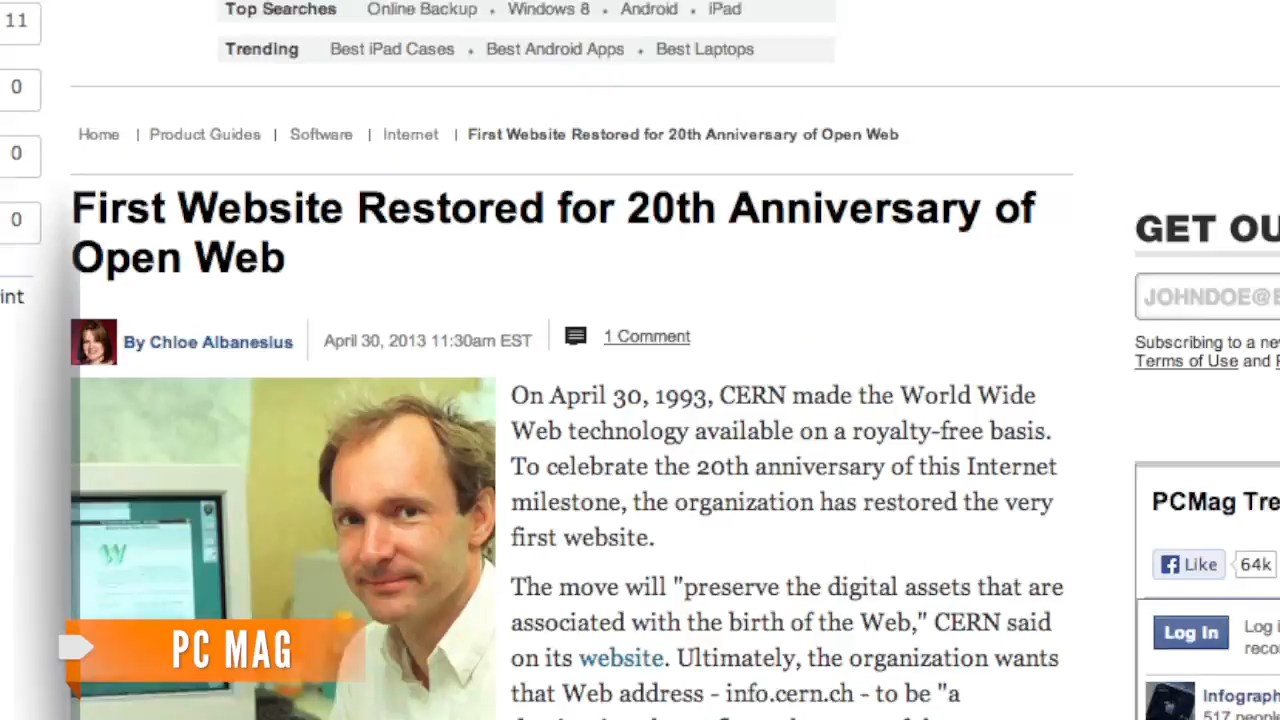 11
Top Searches Online Backup • Windows 8 • Android • iPad
0
Trending Best iPad Cases • Best Android Apps • Best Laptops
Home | Product Guides | Software | Internet | First Website Restored for 20th Anniversary of Open Web
0
First Website Restored for 20th Anniversary of
Open Web
0
int
By Chloe Albanesius
April 30, 2013 11:30am EST
1 Comment
On April 30, 1993, CERN made the World Wide
Web technology available on a royalty-free basis.
To celebrate the 20th anniversary of this Internet
milestone, the organization has restored the very
first website.
The move will "preserve the digital assets that are
associated with the birth of the Web," CERN said
on its website. Ultimately, the organization wants
that Web address - info.cern.ch - to be "a
W
PC MAG
GET OU
JOHNDOE@E
Subscribing to a ne
Terms of Use and
PCMag Tre
Like 64k
Log In
Log i
reco
Infograph
517 people